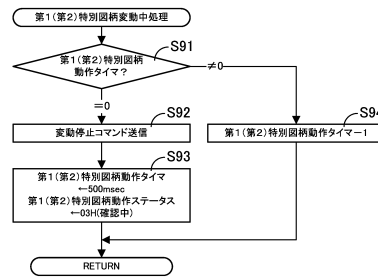 第1(第2)特別図柄変動中処理
S91
第1(第2)特別図柄
動作タイマ?
≠0
=0
S92
変動停止コマンド送信
S94
第1(第2)特別図柄動作タイマー1
S93
第1(第2)特別図柄動作タイマ
←500msec
第1(第2)特別図柄動作ステータス
←03H(確認中)
RETURN